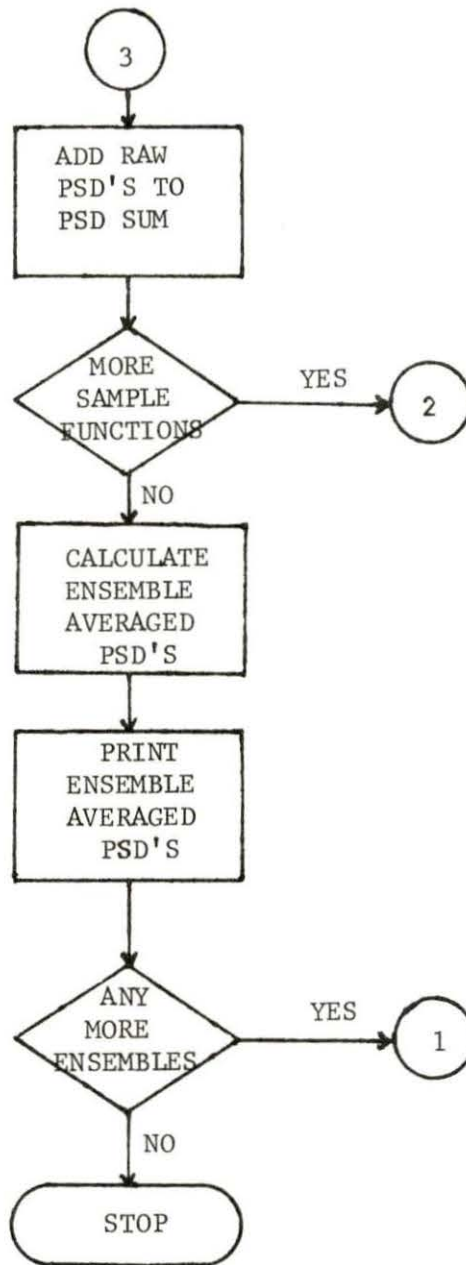 3
ADD RAW
PSD'S TO
PSD SUM
MORE
SAMPLE
FUNCTIONS
YES
2
NO
CALCULATE
ENSEMBLE
AVERAGED
PSD'S
PRINT
ENSEMBLE
AVERAGED
PSD'S
ANY
MORE
ENSEMBLES
YES
1
NO
STOP